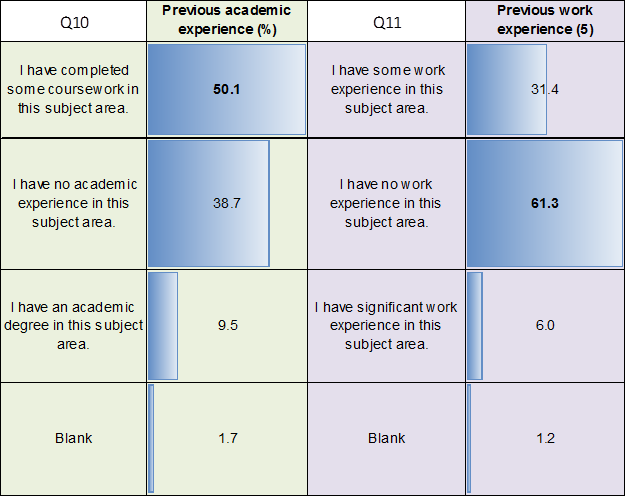 Q10
Previous academic
experience (%)
Q11
Previous work
experience (5)
I have completed
some coursework in
this subject area.
50.1
I have some work
experience in this
subject area.
31.4
I have no academic
experience in this
subject area.
38.7
I have no work
experience in this
subject area.
61.3
I have an academic
degree in this subject
area.
9.5
I have significant work
experience in this
subject area.
6.0
Blank
1.7
Blank
1.2